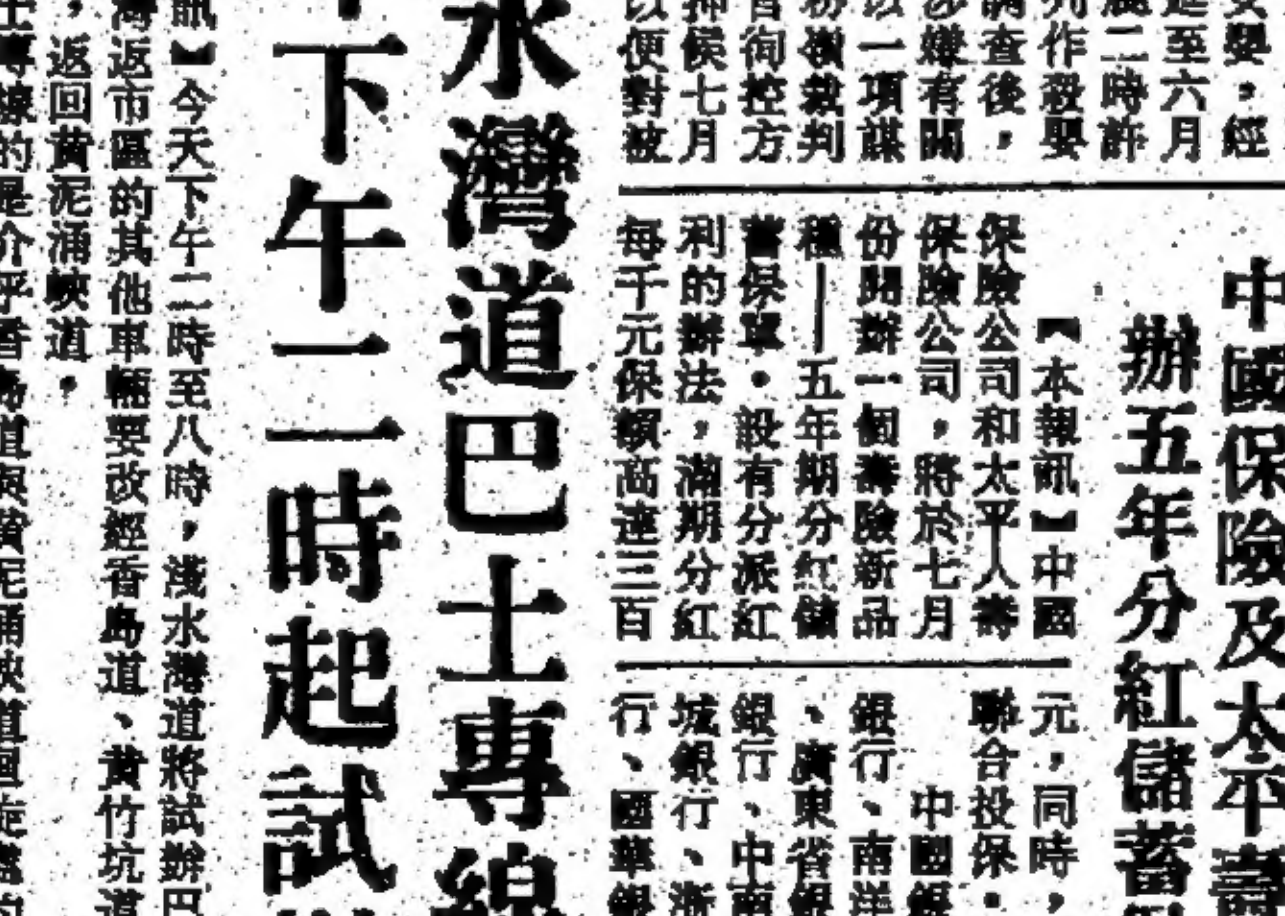 安嬰,經
進至六月
二時許
列作殺嬰
調查後,
涉嫌有關
以一項謀
裁判
控方
候七月
以便對被
中國保險及太平壽
辦五年分紅儲蓄
【本報訊】中國
保險公司和太平人壽
保險公司,將於七月
份開辦一個壽險新品
種——五年期分紅儲
蓄保單。設有分派紅
利的辦法,滿期分紅
每千元保額高達三百
元,同時,
聯合投保。
中國銀
銀行、南洋
、廣東省銀
銀行、中南
城銀行、浙
行、國華銀
水灣道巴士專線
下午二時起試
訊】今天下午二時至八時,淺水灣道將試辦巴
灣返市區的其他車輛要改經香島道、黃竹坑道
,返回黃泥涌峽道。
士專線的是介乎香島道與黃泥涌峽道迴旋處的